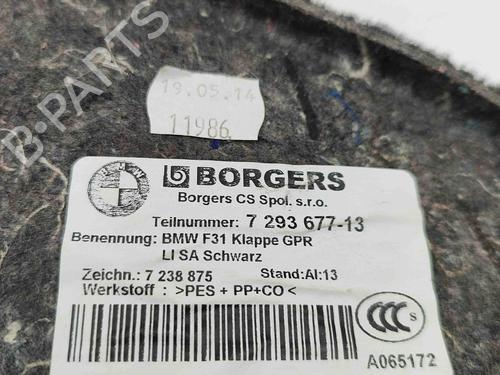 19.05.14
11986
BMW
BORGERS
Borgers CS Spol. s.r.o.
Teilnummer: 7 293 677-13
Benennung: BMW F31 Klappe GPR
LI SA Schwarz
Zeichn.: 7 238 875 Stand:AI:13
Werkstoff : >PES + PP+CO<
CCC S
A065172
B-PARTS